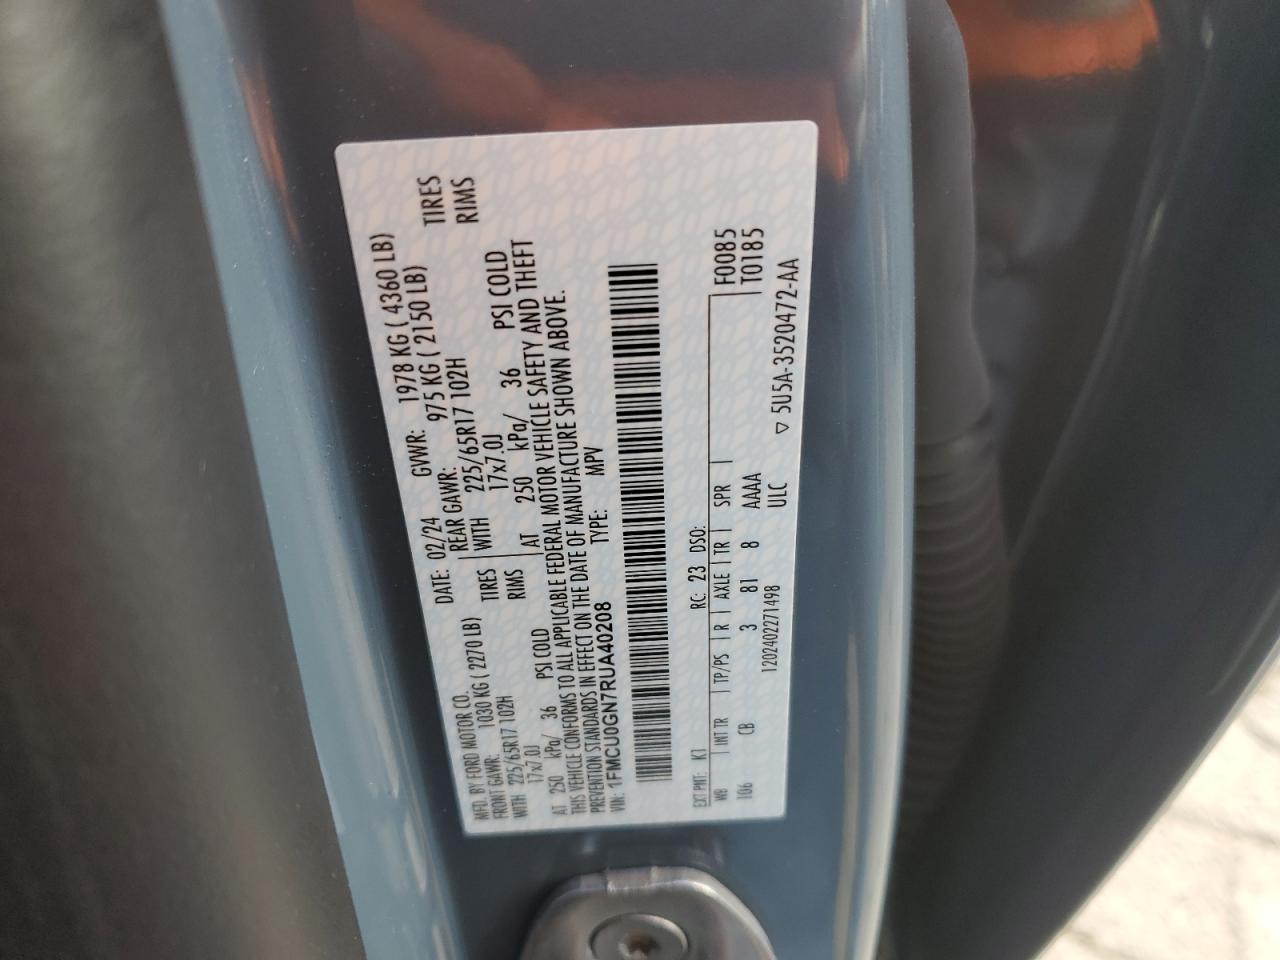 MFD. BY FORD MOTOR CO.
DATE: 02/24 GVWR: 1978 KG ( 4360 LB)
FRONT GAWR: 1030 KG ( 2270 LB) REAR GAWR: 975 KG ( 2150 LB)
WITH 225/65R17 102H TIRES WITH 225/65R17 102H TIRES
17x7.0J RIMS 17x7.0J RIMS
AT 250 kPa/ 36 PSI COLD AT 250 kPa/ 36 PSI COLD
THIS VEHICLE CONFORMS TO ALL APPLICABLE FEDERAL MOTOR VEHICLE SAFETY AND THEFT
PREVENTION STANDARDS IN EFFECT ON THE DATE OF MANUFACTURE SHOWN ABOVE.
VIN: 1FMCU0GN7RUA40208 TYPE: MPV
EXT PNT: K1 RC: 23 DSO: F0085
WB INT TR TP/PS R AXLE TR SPR T0185
106 CB 3 81 8 AAAA
1202402271498 ULC
▽ 5U5A-3520472-AA